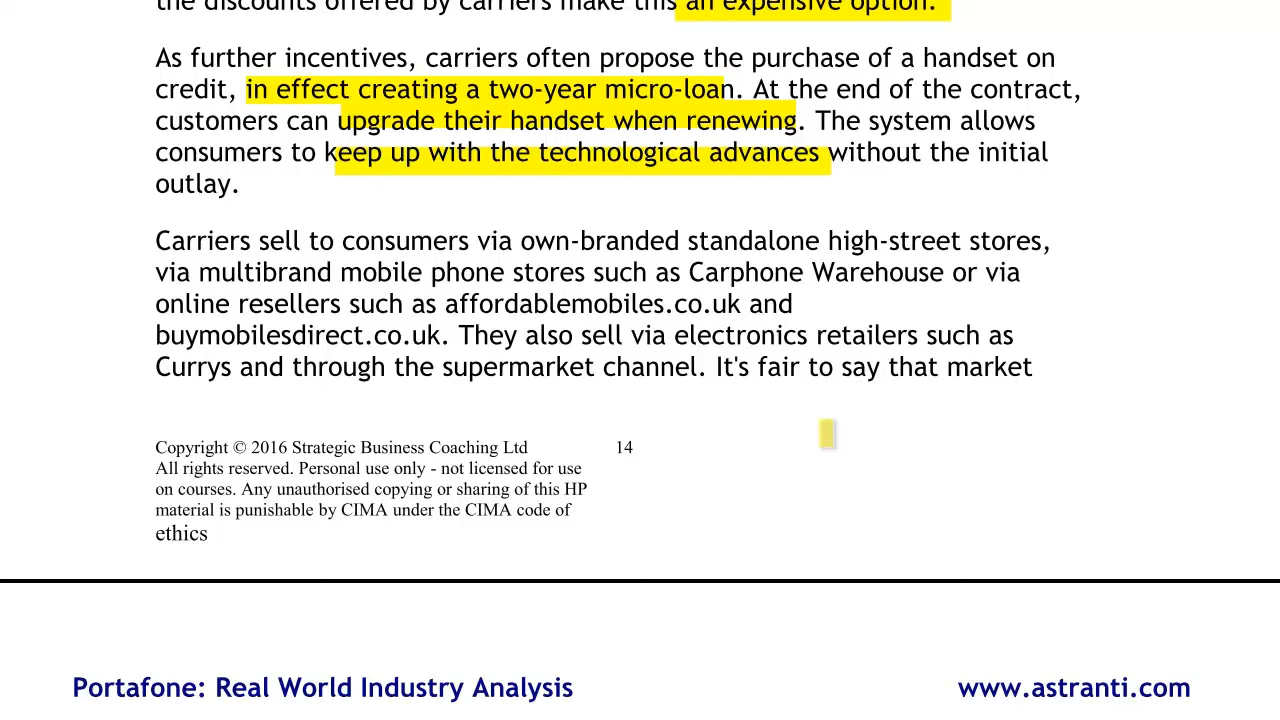 the discounts offered by carriers make this an expensive option.
As further incentives, carriers often propose the purchase of a handset on
credit, in effect creating a two-year micro-loan. At the end of the contract,
customers can upgrade their handset when renewing. The system allows
consumers to keep up with the technological advances without the initial
outlay.
Carriers sell to consumers via own-branded standalone high-street stores,
via multibrand mobile phone stores such as Carphone Warehouse or via
online resellers such as affordablemobiles.co.uk and
buymobilesdirect.co.uk. They also sell via electronics retailers such as
Currys and through the supermarket channel. It's fair to say that market
Copyright © 2016 Strategic Business Coaching Ltd 14
All rights reserved. Personal use only - not licensed for use
on courses. Any unauthorised copying or sharing of this HP
material is punishable by CIMA under the CIMA code of
ethics
Portafone: Real World Industry Analysis www.astranti.com